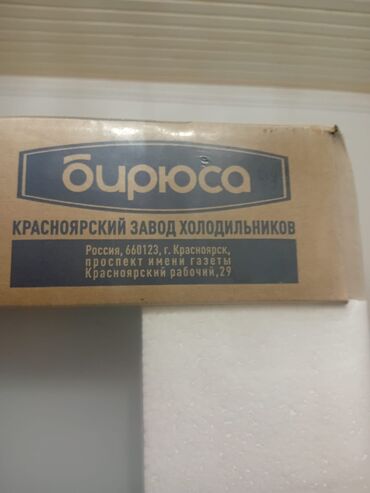 бирюса
КРАСНОЯРСКИЙ ЗАВОД ХОЛОДИЛЬНИКОВ
Россия, 660123, г. Красноярск,
проспект имени газеты
Красноярский рабочий,29